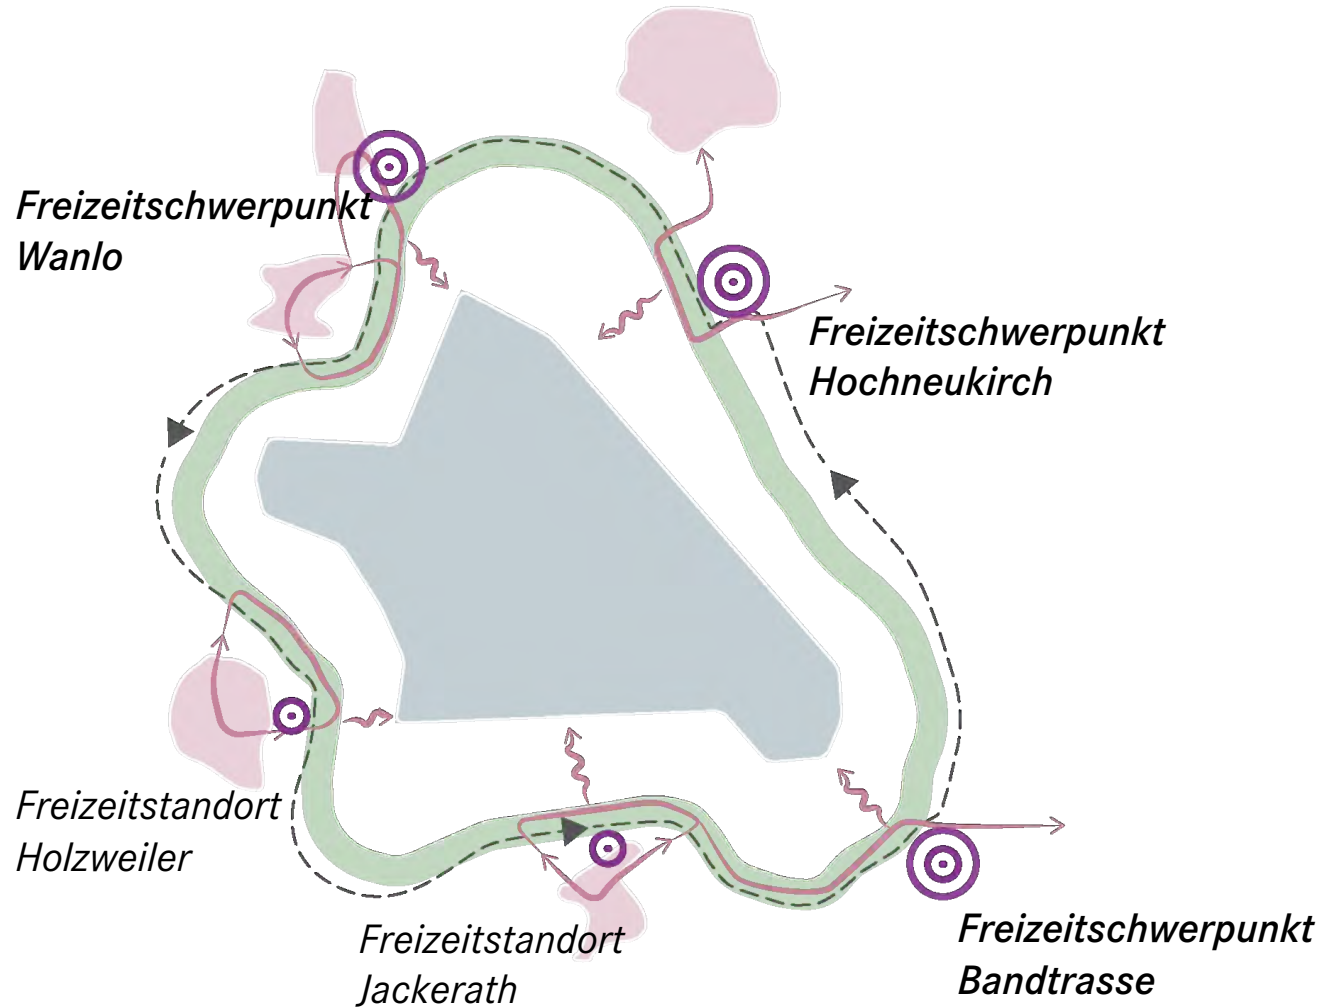 Freizeitschwerpunkt
Wanlo
Freizeitschwerpunkt
Hochneukirch
Freizeitstandort
Holzweiler
Freizeitstandort
Jackerath
Freizeitschwerpunkt
Bandtrasse